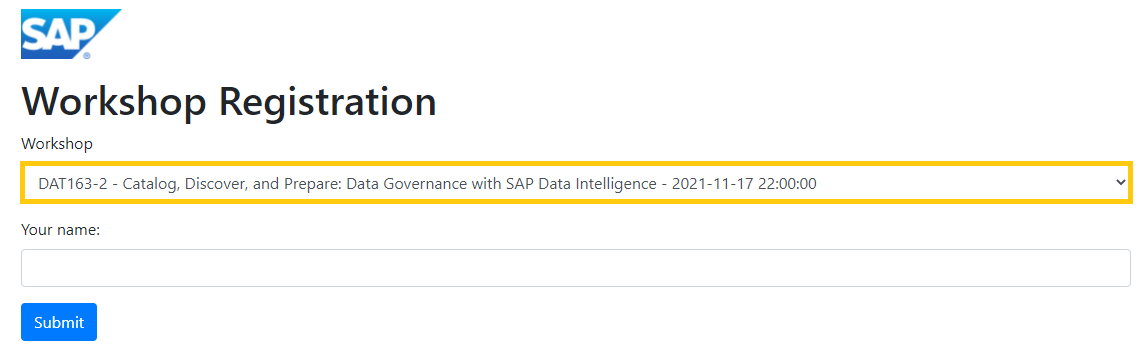 SAP
Workshop Registration
Workshop
DAT163-2 - Catalog, Discover, and Prepare: Data Governance with SAP Data Intelligence - 2021-11-17 22:00:00
Your name:
Submit